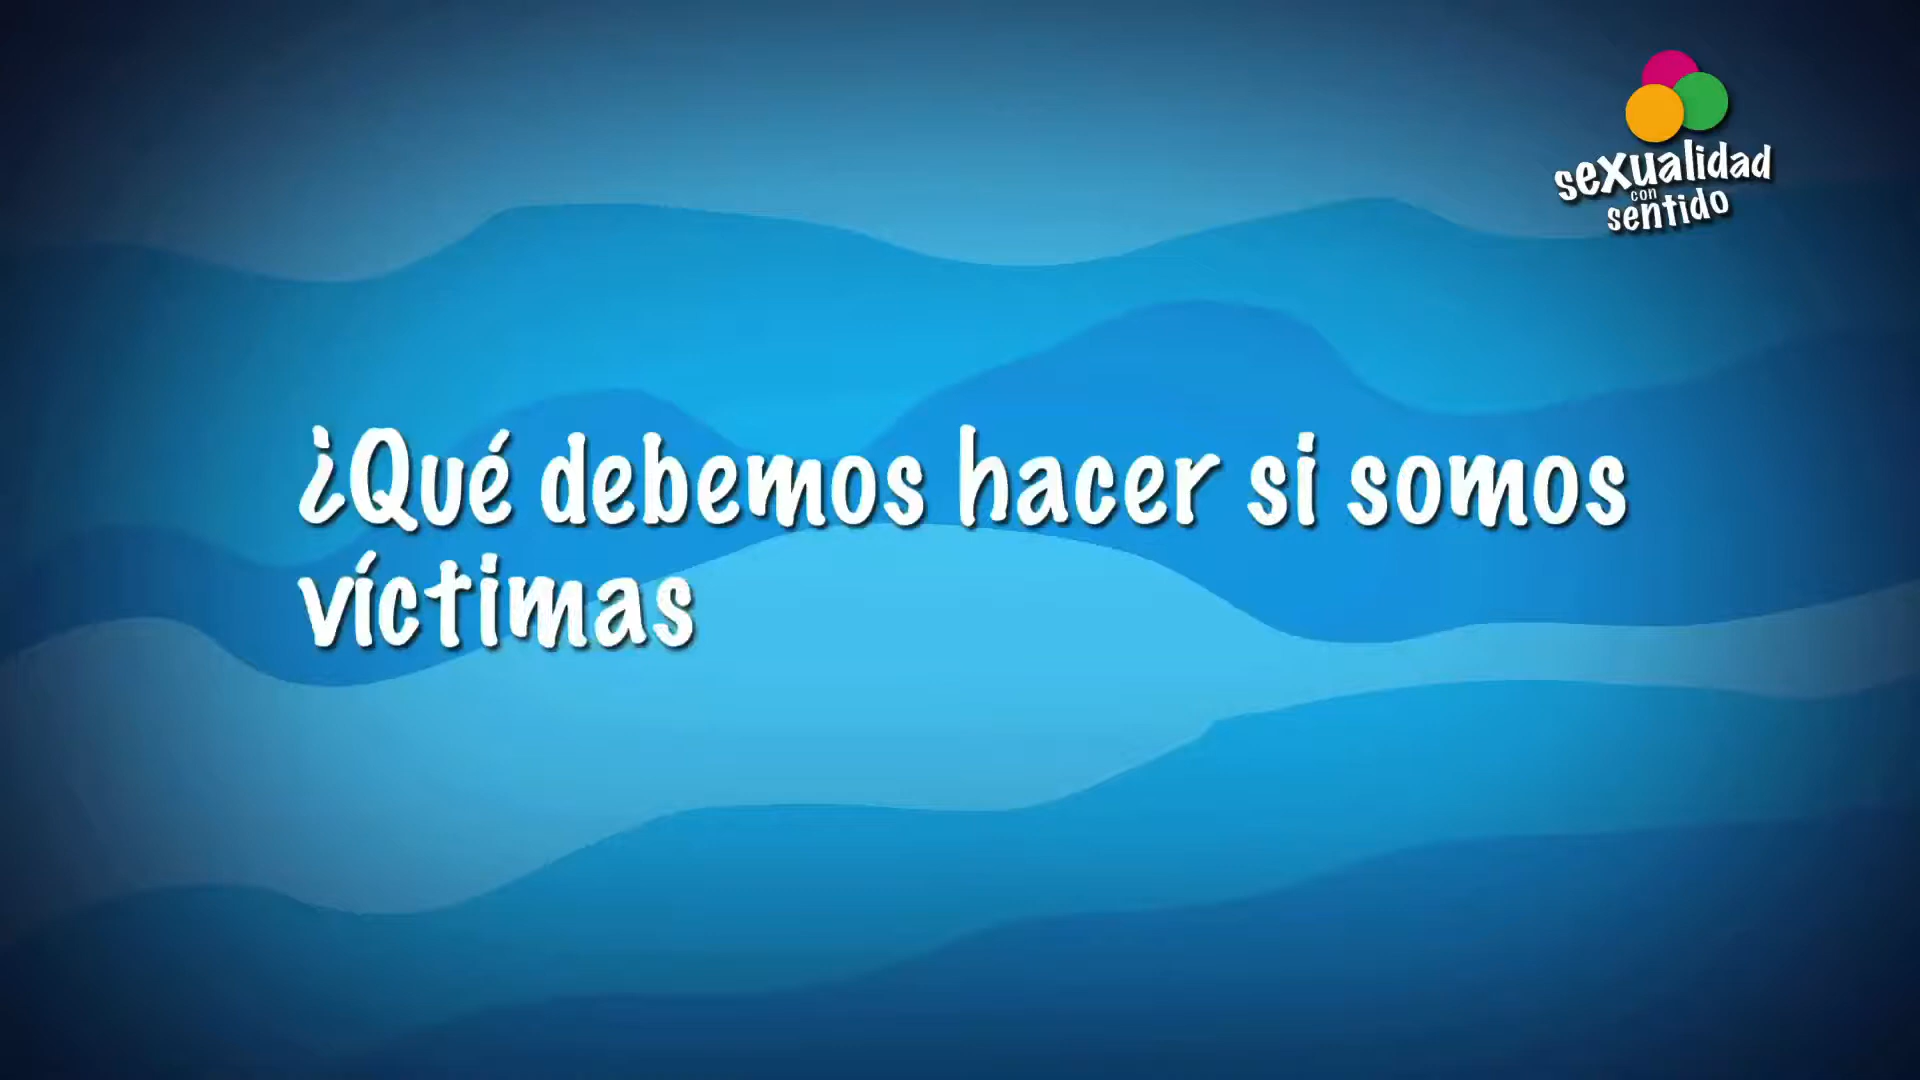 sexualidad
con
sentido
¿Qué debemos hacer si somos
víctimas